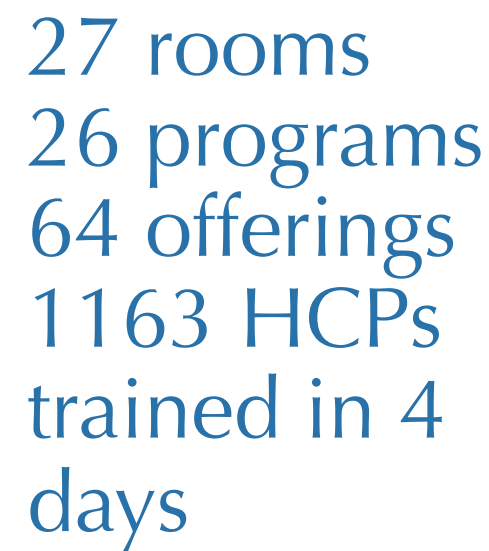 27 rooms
26 programs
64 offerings
1163 HCPs
trained in 4
days